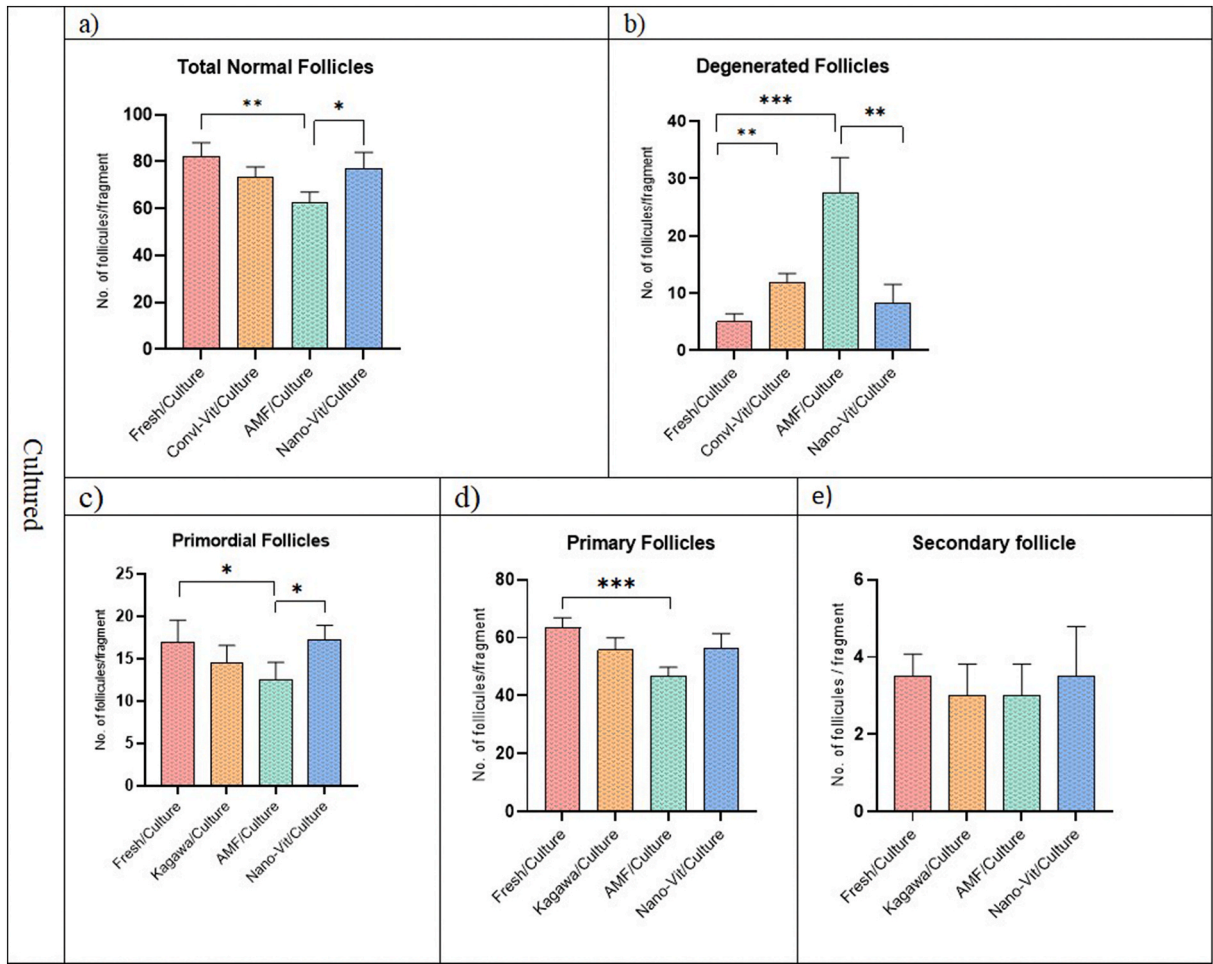 Cultured
a)
Total Normal Follicles
No. of follicules/fragment
100
80
60
40
20
0
**
*
Fresh/Culture
Convl-Vit/Culture
AMF/Culture
Nano-Vit/Culture
b)
Degenerated Follicles
No. of follicules/fragment
40
30
20
10
0
***
**
**
Fresh/Culture
Convl-Vit/Culture
AMF/Culture
Nano-Vit/Culture
c)
Primordial Follicles
No. of follicules/fragment
25
20
15
10
5
0
*
*
Fresh/Culture
Kagawa/Culture
AMF/Culture
Nano-Vit/Culture
d)
Primary Follicles
No. of follicules/fragment
80
60
40
20
0
***
Fresh/Culture
Kagawa/Culture
AMF/Culture
Nano-Vit/Culture
e)
Secondary follicle
No. of follicules / fragment
6
4
2
0
Fresh/Culture
Kagawa/Culture
AMF/Culture
Nano-Vit/Culture